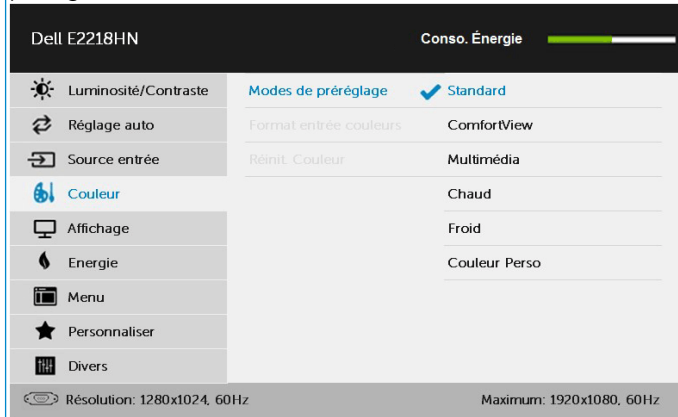 Dell E2218HN
Conso. Énergie
Luminosité/Contraste
Réglage auto
Source entrée
Couleur
Affichage
Energie
Menu
Personnaliser
Divers
Modes de préréglage
Format entrée couleurs
Réinit. Couleur
Standard
ComfortView
Multimédia
Chaud
Froid
Couleur Perso
Résolution: 1280x1024, 60Hz
Maximum: 1920x1080, 60Hz